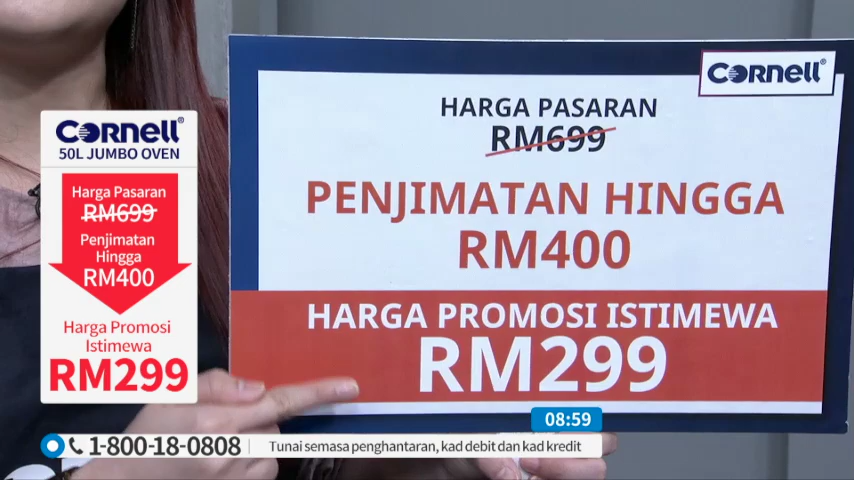 Cornell®
50L JUMBO OVEN
Harga Pasaran
RM699
Penjimatan
Hingga
RM400
Harga Promosi
Istimewa
RM299
Cornell®
HARGA PASARAN
RM699
PENJIMATAN HINGGA
RM400
HARGA PROMOSI ISTIMEWA
RM299
08:59
1-800-18-0808
Tunai semasa penghantaran, kad debit dan kad kredit